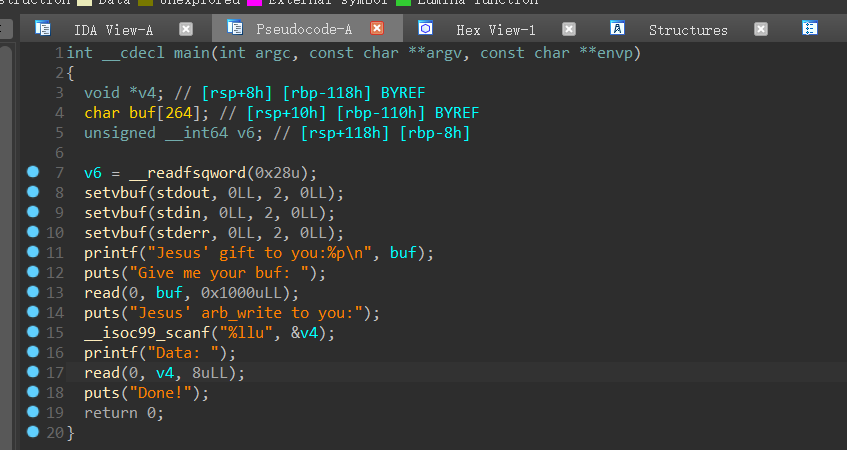 struction Data Unexplored External symbol Lumina function
IDA View-A Pseudocode-A Hex View-1 Structures
1 int __cdecl main(int argc, const char **argv, const char **envp)
2 {
3   void *v4; // [rsp+8h] [rbp-118h] BYREF
4   char buf[264]; // [rsp+10h] [rbp-110h] BYREF
5   unsigned __int64 v6; // [rsp+118h] [rbp-8h]
6
7   v6 = __readfsqword(0x28u);
8   setvbuf(stdout, 0LL, 2, 0LL);
9   setvbuf(stdin, 0LL, 2, 0LL);
10   setvbuf(stderr, 0LL, 2, 0LL);
11   printf("Jesus' gift to you:%p\n", buf);
12   puts("Give me your buf: ");
13   read(0, buf, 0x1000uLL);
14   puts("Jesus' arb_write to you:");
15   __isoc99_scanf("%llu", &v4);
16   printf("Data: ");
17   read(0, v4, 8uLL);
18   puts("Done!");
19   return 0;
20 }